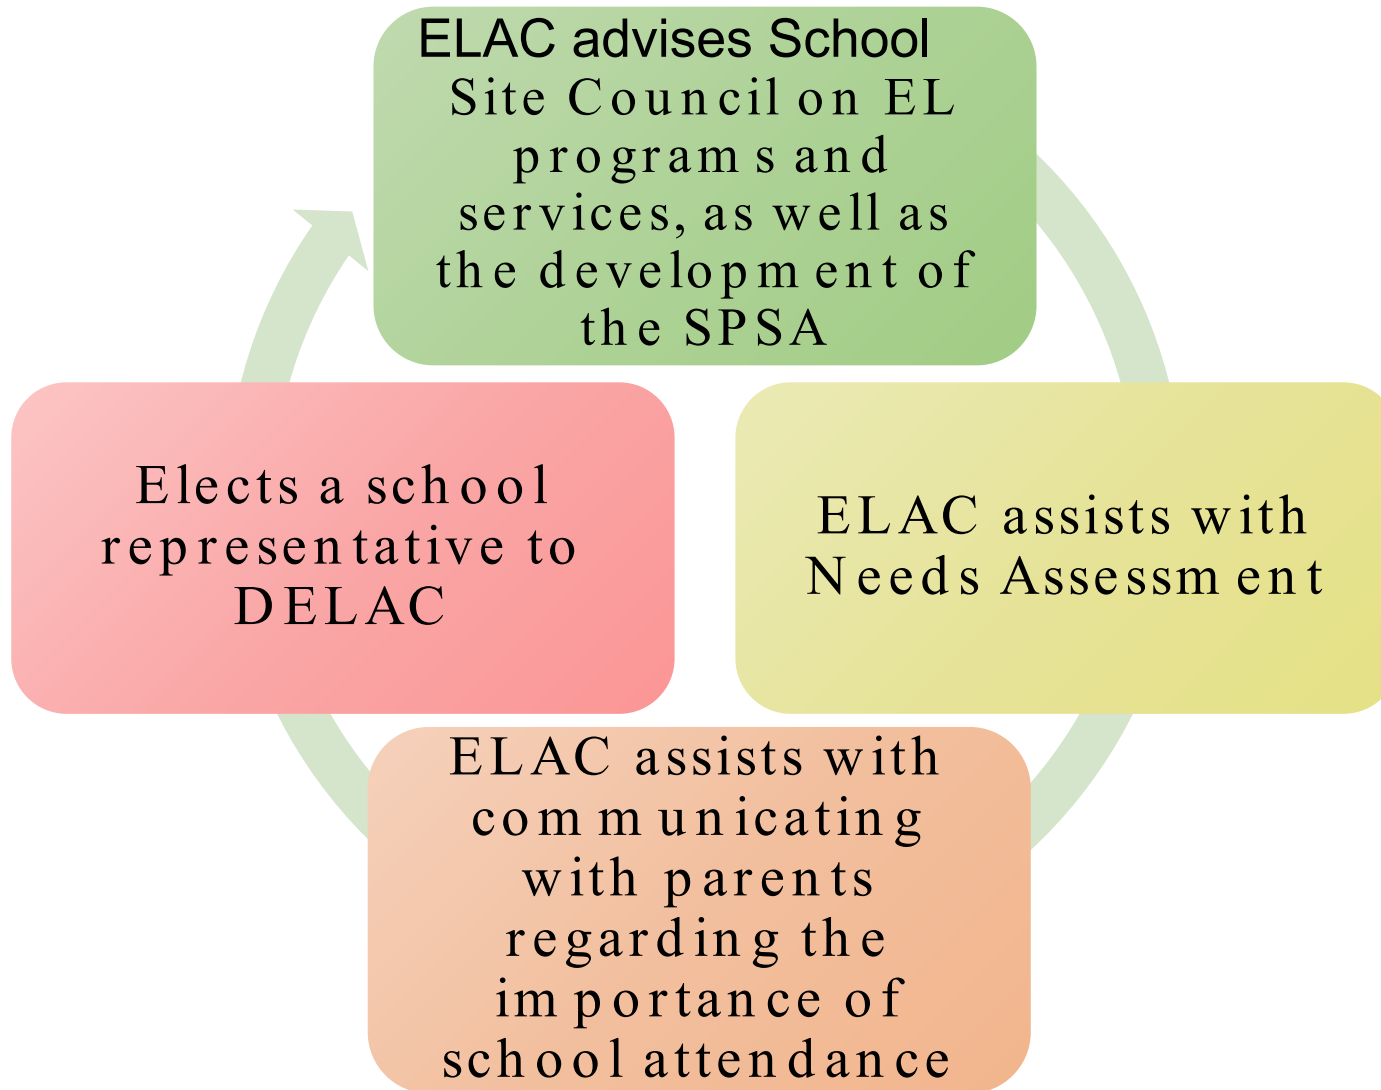 ELAC advises School
Site Council on EL
programs and
services, as well as
the development of
the SPSA
Elects a school
representative to
DELAC
ELAC assists with
Needs Assessment
ELAC assists with
communicating
with parents
regarding the
importance of
school attendance